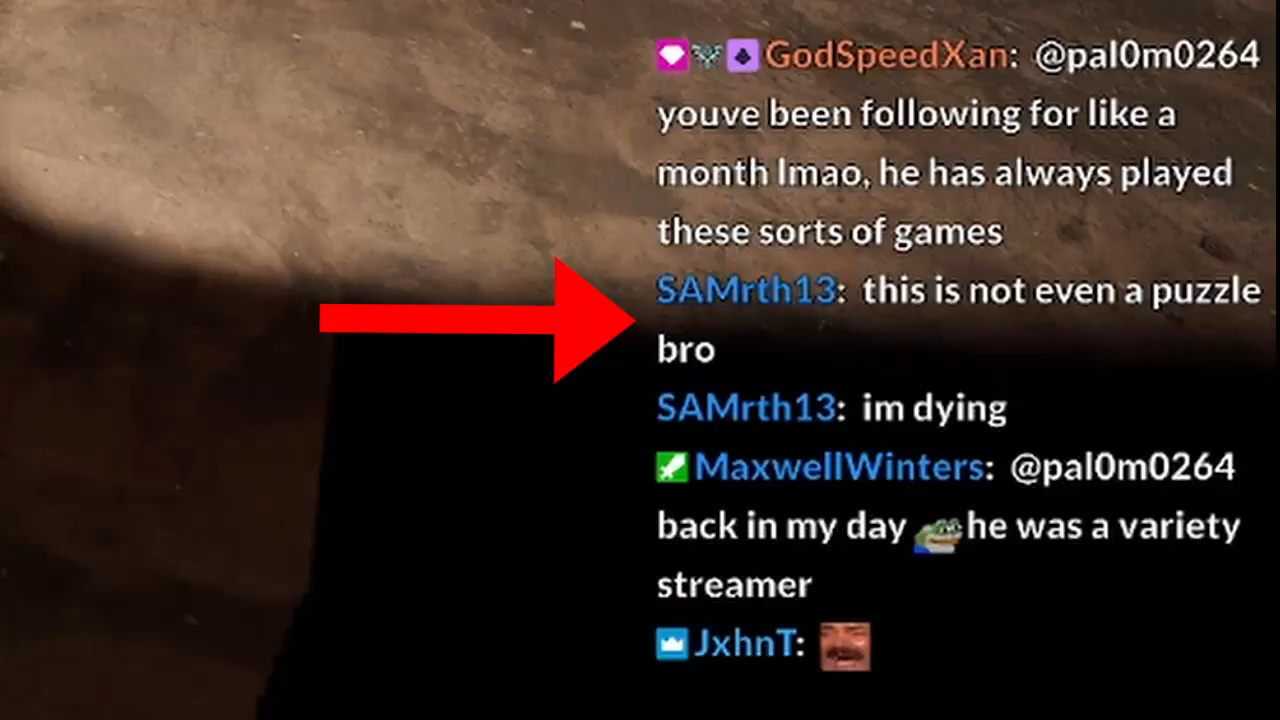 GodSpeedXan: @pal0m0264
youve been following for like a
month lmao, he has always played
these sorts of games
SAMrth13: this is not even a puzzle
bro
SAMrth13: im dying
MaxwellWinters: @pal0m0264
back in my day he was a variety
streamer
JxhnT: